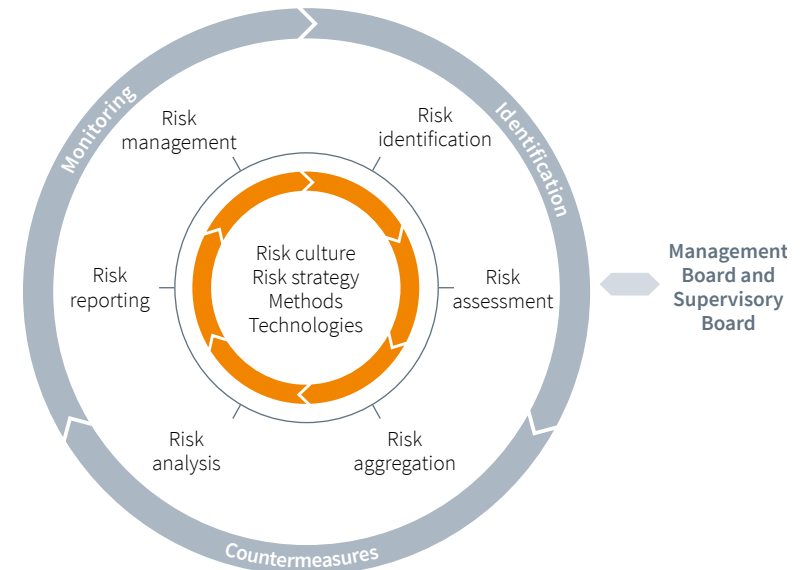 Monitoring
Identification
Risk
management
Risk
identification
Risk culture
Risk strategy
Methods
Technologies
Risk
reporting
Risk
assessment
Management
Board and
Supervisory
Board
Risk
analysis
Risk
aggregation
Countermeasures